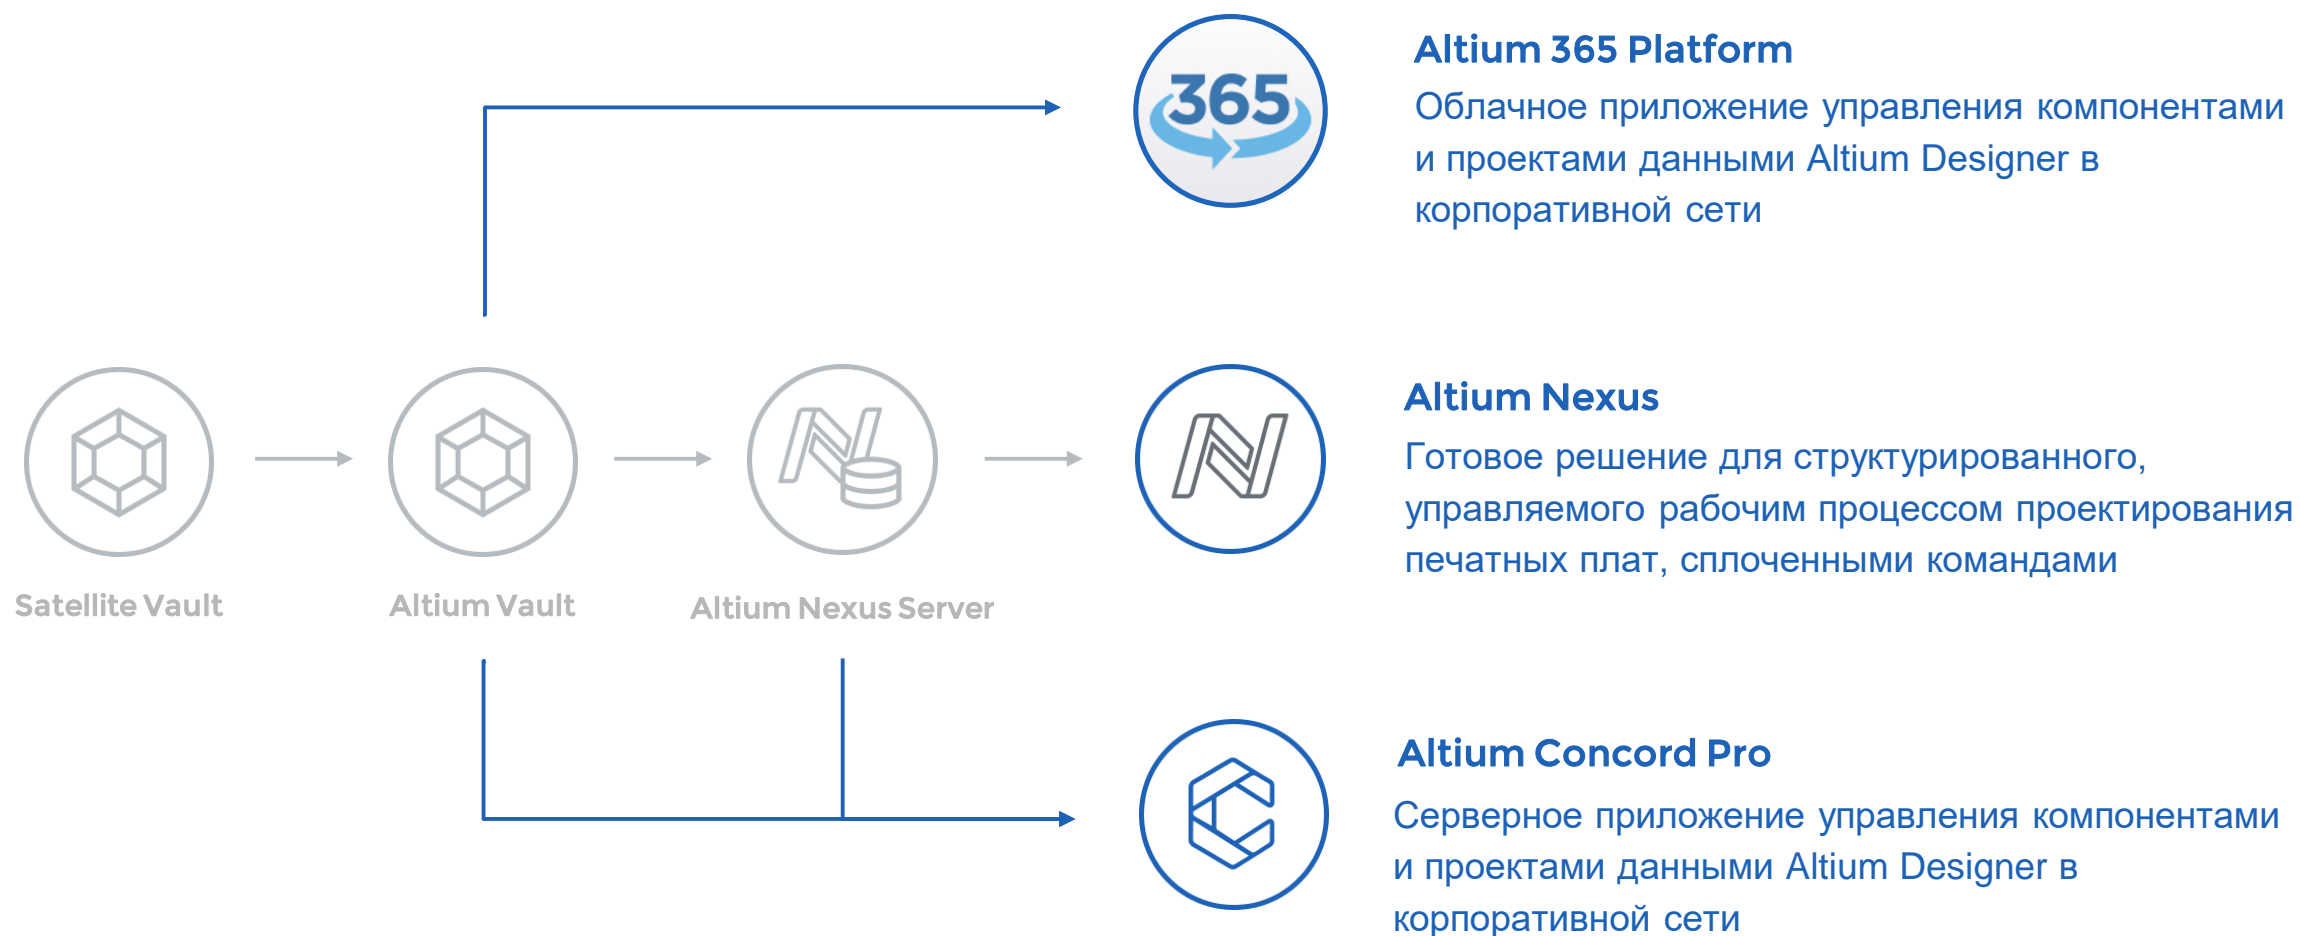 365
Altium 365 Platform
Облачное приложение управления компонентами
и проектами данными Altium Designer в
корпоративной сети
Altium Nexus
Готовое решение для структурированного,
управляемого рабочим процессом проектирования
печатных плат, сплоченными командами
Satellite Vault
Altium Vault
Altium Nexus Server
Altium Concord Pro
Серверное приложение управления компонентами
и проектами данными Altium Designer в
корпоративной сети